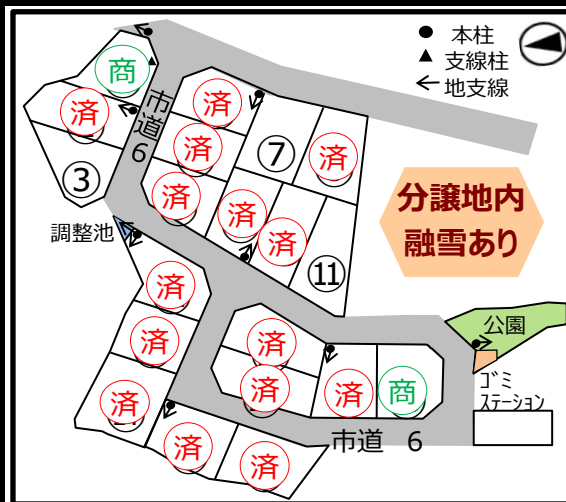 ● 本柱
▲ 支線柱
← 地支線
商
済
済
市道 6
済
⑦
済
済
③
済
済
済
⑪
分譲地内
融雪あり
調整池
済
済
済
済
済
済
商
公園
ゴミ
ステーション
済
済
済
市道 6